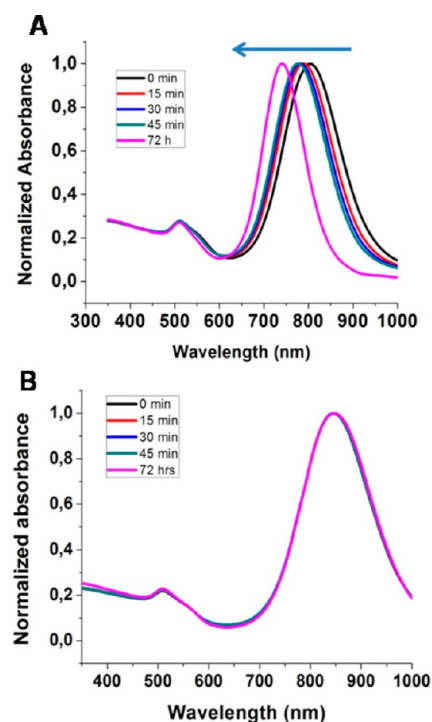 A
0 min
15 min
30 min
45 min
72 h
Normalized Absorbance
1,0
0,8
0,6
0,4
0,2
0,0
300 400 500 600 700 800 900 1000
Wavelength (nm)
B
0 min
15 min
30 min
45 min
72 hrs
Normalized absorbance
1,0
0,8
0,6
0,4
0,2
0,0
400 500 600 700 800 900 1000
Wavelength (nm)